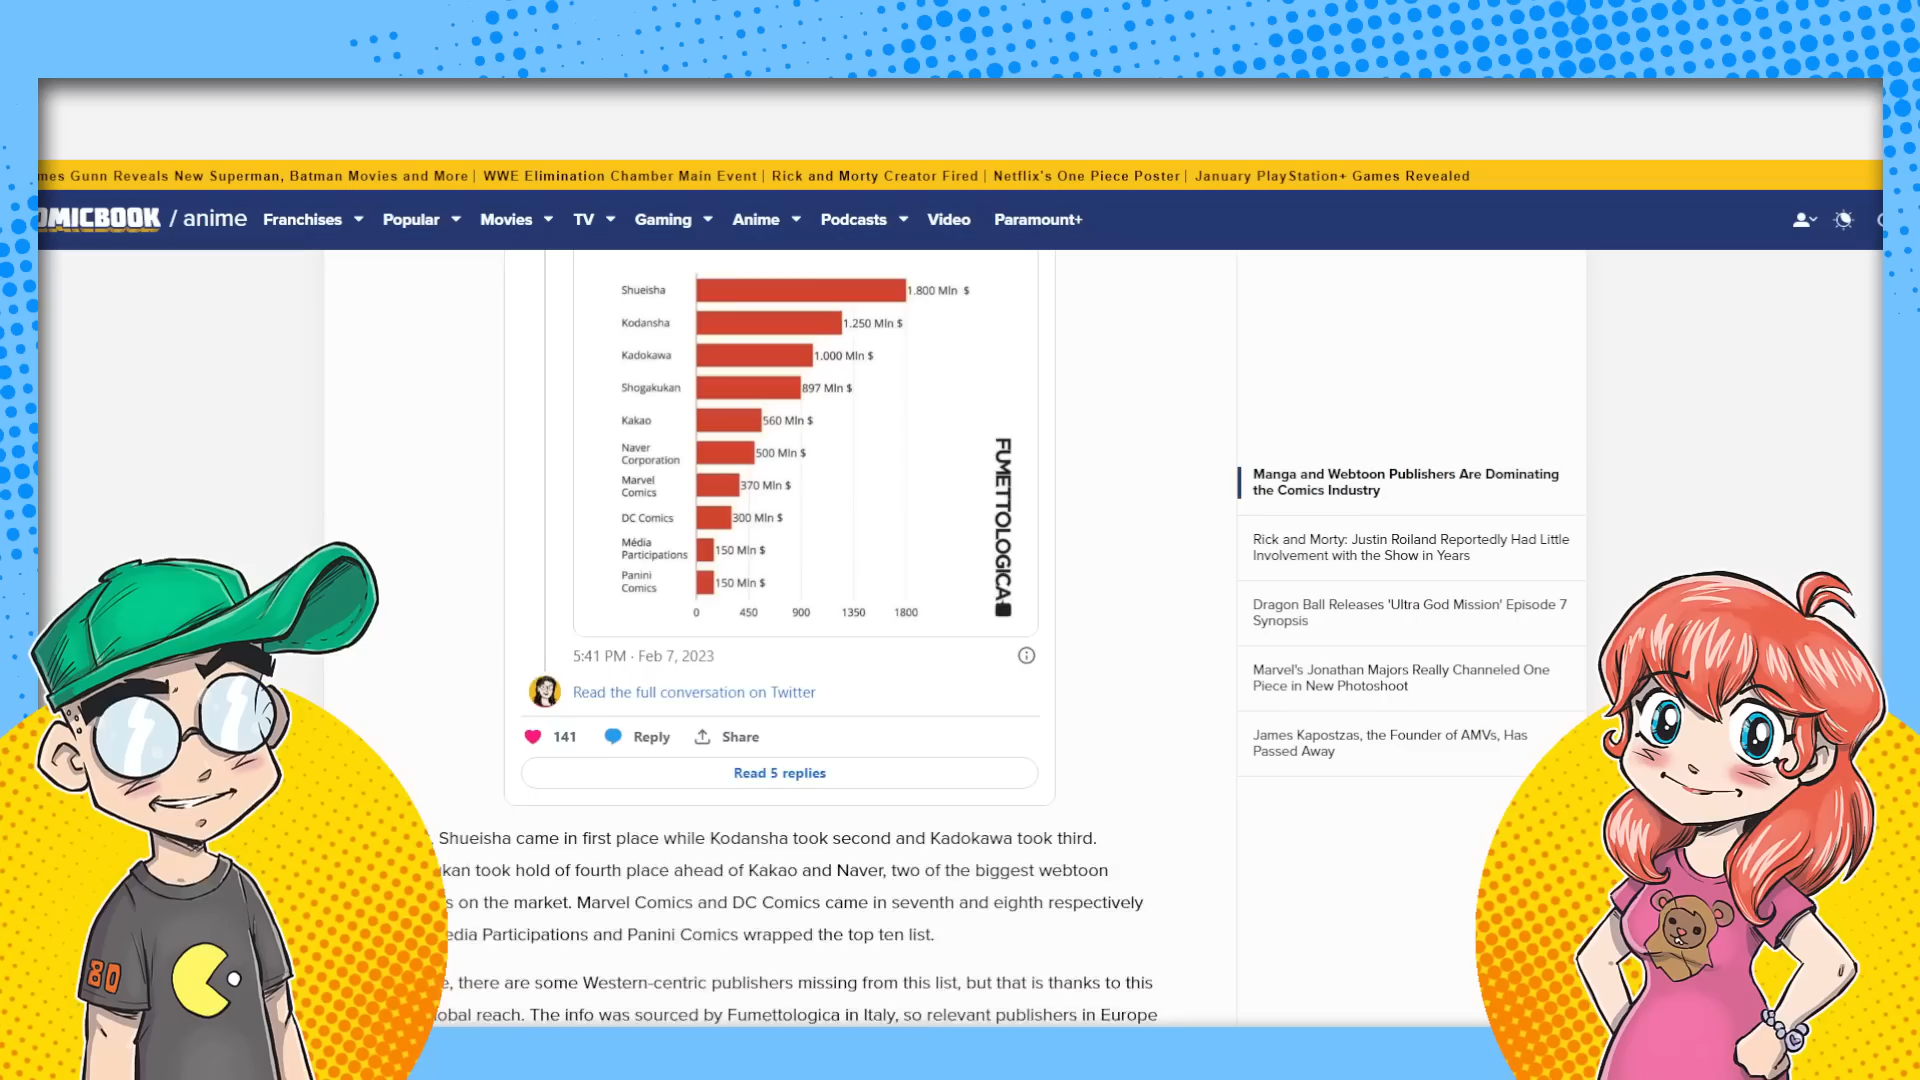 mes Gunn Reveals New Superman, Batman Movies and More | WWE Elimination Chamber Main Event | Rick and Morty Creator Fired | Netflix's One Piece Poster | January PlayStation+ Games Revealed
OMICBOOK / anime Franchises Popular Movies TV Gaming Anime Podcasts Video Paramount+
Shueisha 1.800 Mln $
Kodansha 1.250 Mln $
Kadokawa 1.000 Mln $
Shogakukan 897 Mln $
Kakao 560 Mln $
Naver
Corporation 500 Mln $
Marvel
Comics 370 Mln $
DC Comics 300 Mln $
Média
Participations 150 Mln $
Panini
Comics 150 Mln $
0 450 900 1350 1800
FUMETTOLOGICA
5:41 PM · Feb 7, 2023
Read the full conversation on Twitter
141 Reply Share
Read 5 replies
Shueisha came in first place while Kodansha took second and Kadokawa took third.
kan took hold of fourth place ahead of Kakao and Naver, two of the biggest webtoon
s on the market. Marvel Comics and DC Comics came in seventh and eighth respectively
edia Participations and Panini Comics wrapped the top ten list.
e, there are some Western-centric publishers missing from this list, but that is thanks to this
obal reach. The info was sourced by Fumettologica in Italy, so relevant publishers in Europe
Manga and Webtoon Publishers Are Dominating
the Comics Industry
Rick and Morty: Justin Roiland Reportedly Had Little
Involvement with the Show in Years
Dragon Ball Releases 'Ultra God Mission' Episode 7
Synopsis
Marvel's Jonathan Majors Really Channeled One
Piece in New Photoshoot
James Kapostzas, the Founder of AMVs, Has
Passed Away
80